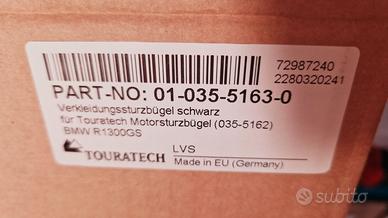 72987240
2280320241
PART-NO: 01-035-5163-0
Verkleidungssturzbügel schwarz
für Touratech Motorsturzbügel (035-5162)
BMW R1300GS
TOURATECH
LVS
Made in EU (Germany)
subito